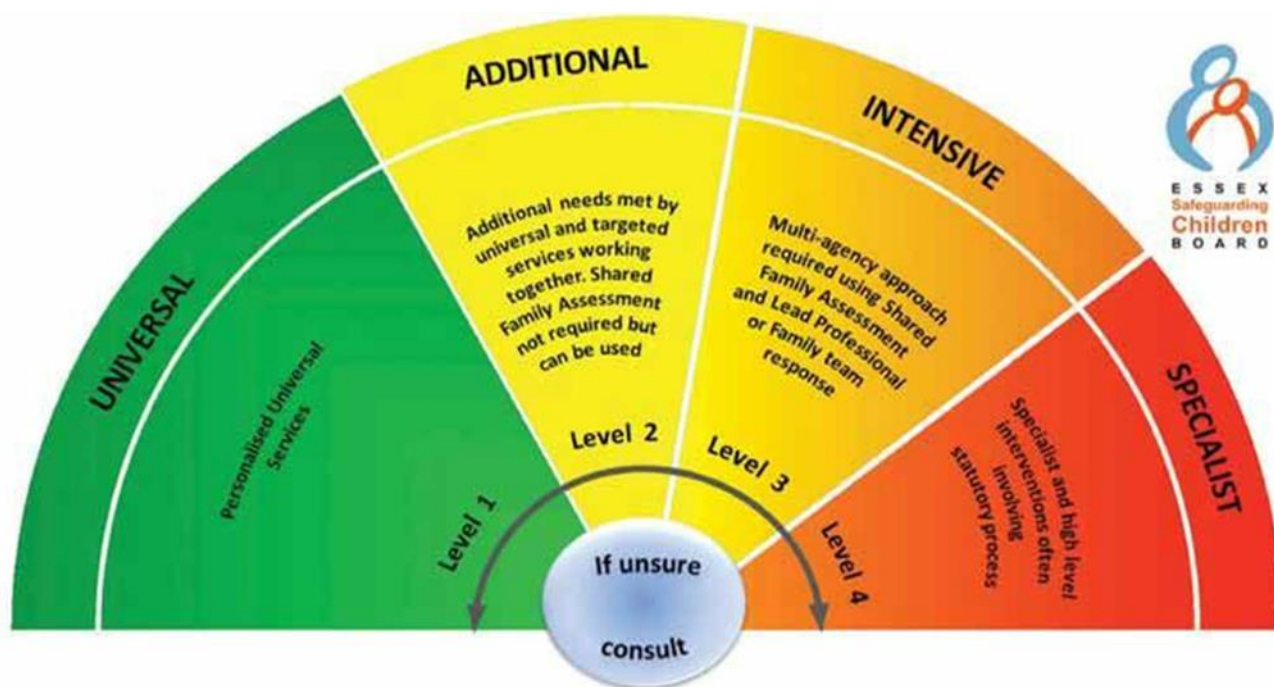 UNIVERSAL
Personalised Universal
Services
Level 1
ADDITIONAL
Additional needs met by
universal and targeted
services working
together. Shared
Family Assessment
not required but
can be used
Level 2
INTENSIVE
Multi-agency approach
required using Shared
Family Assessment
and Lead Professional
or Family team
response
Level 3
SPECIALIST
Specialist and high level
interventions often
involving
statutory process
Level 4
If unsure
consult
ESSEX
Safeguarding
Children
BOARD